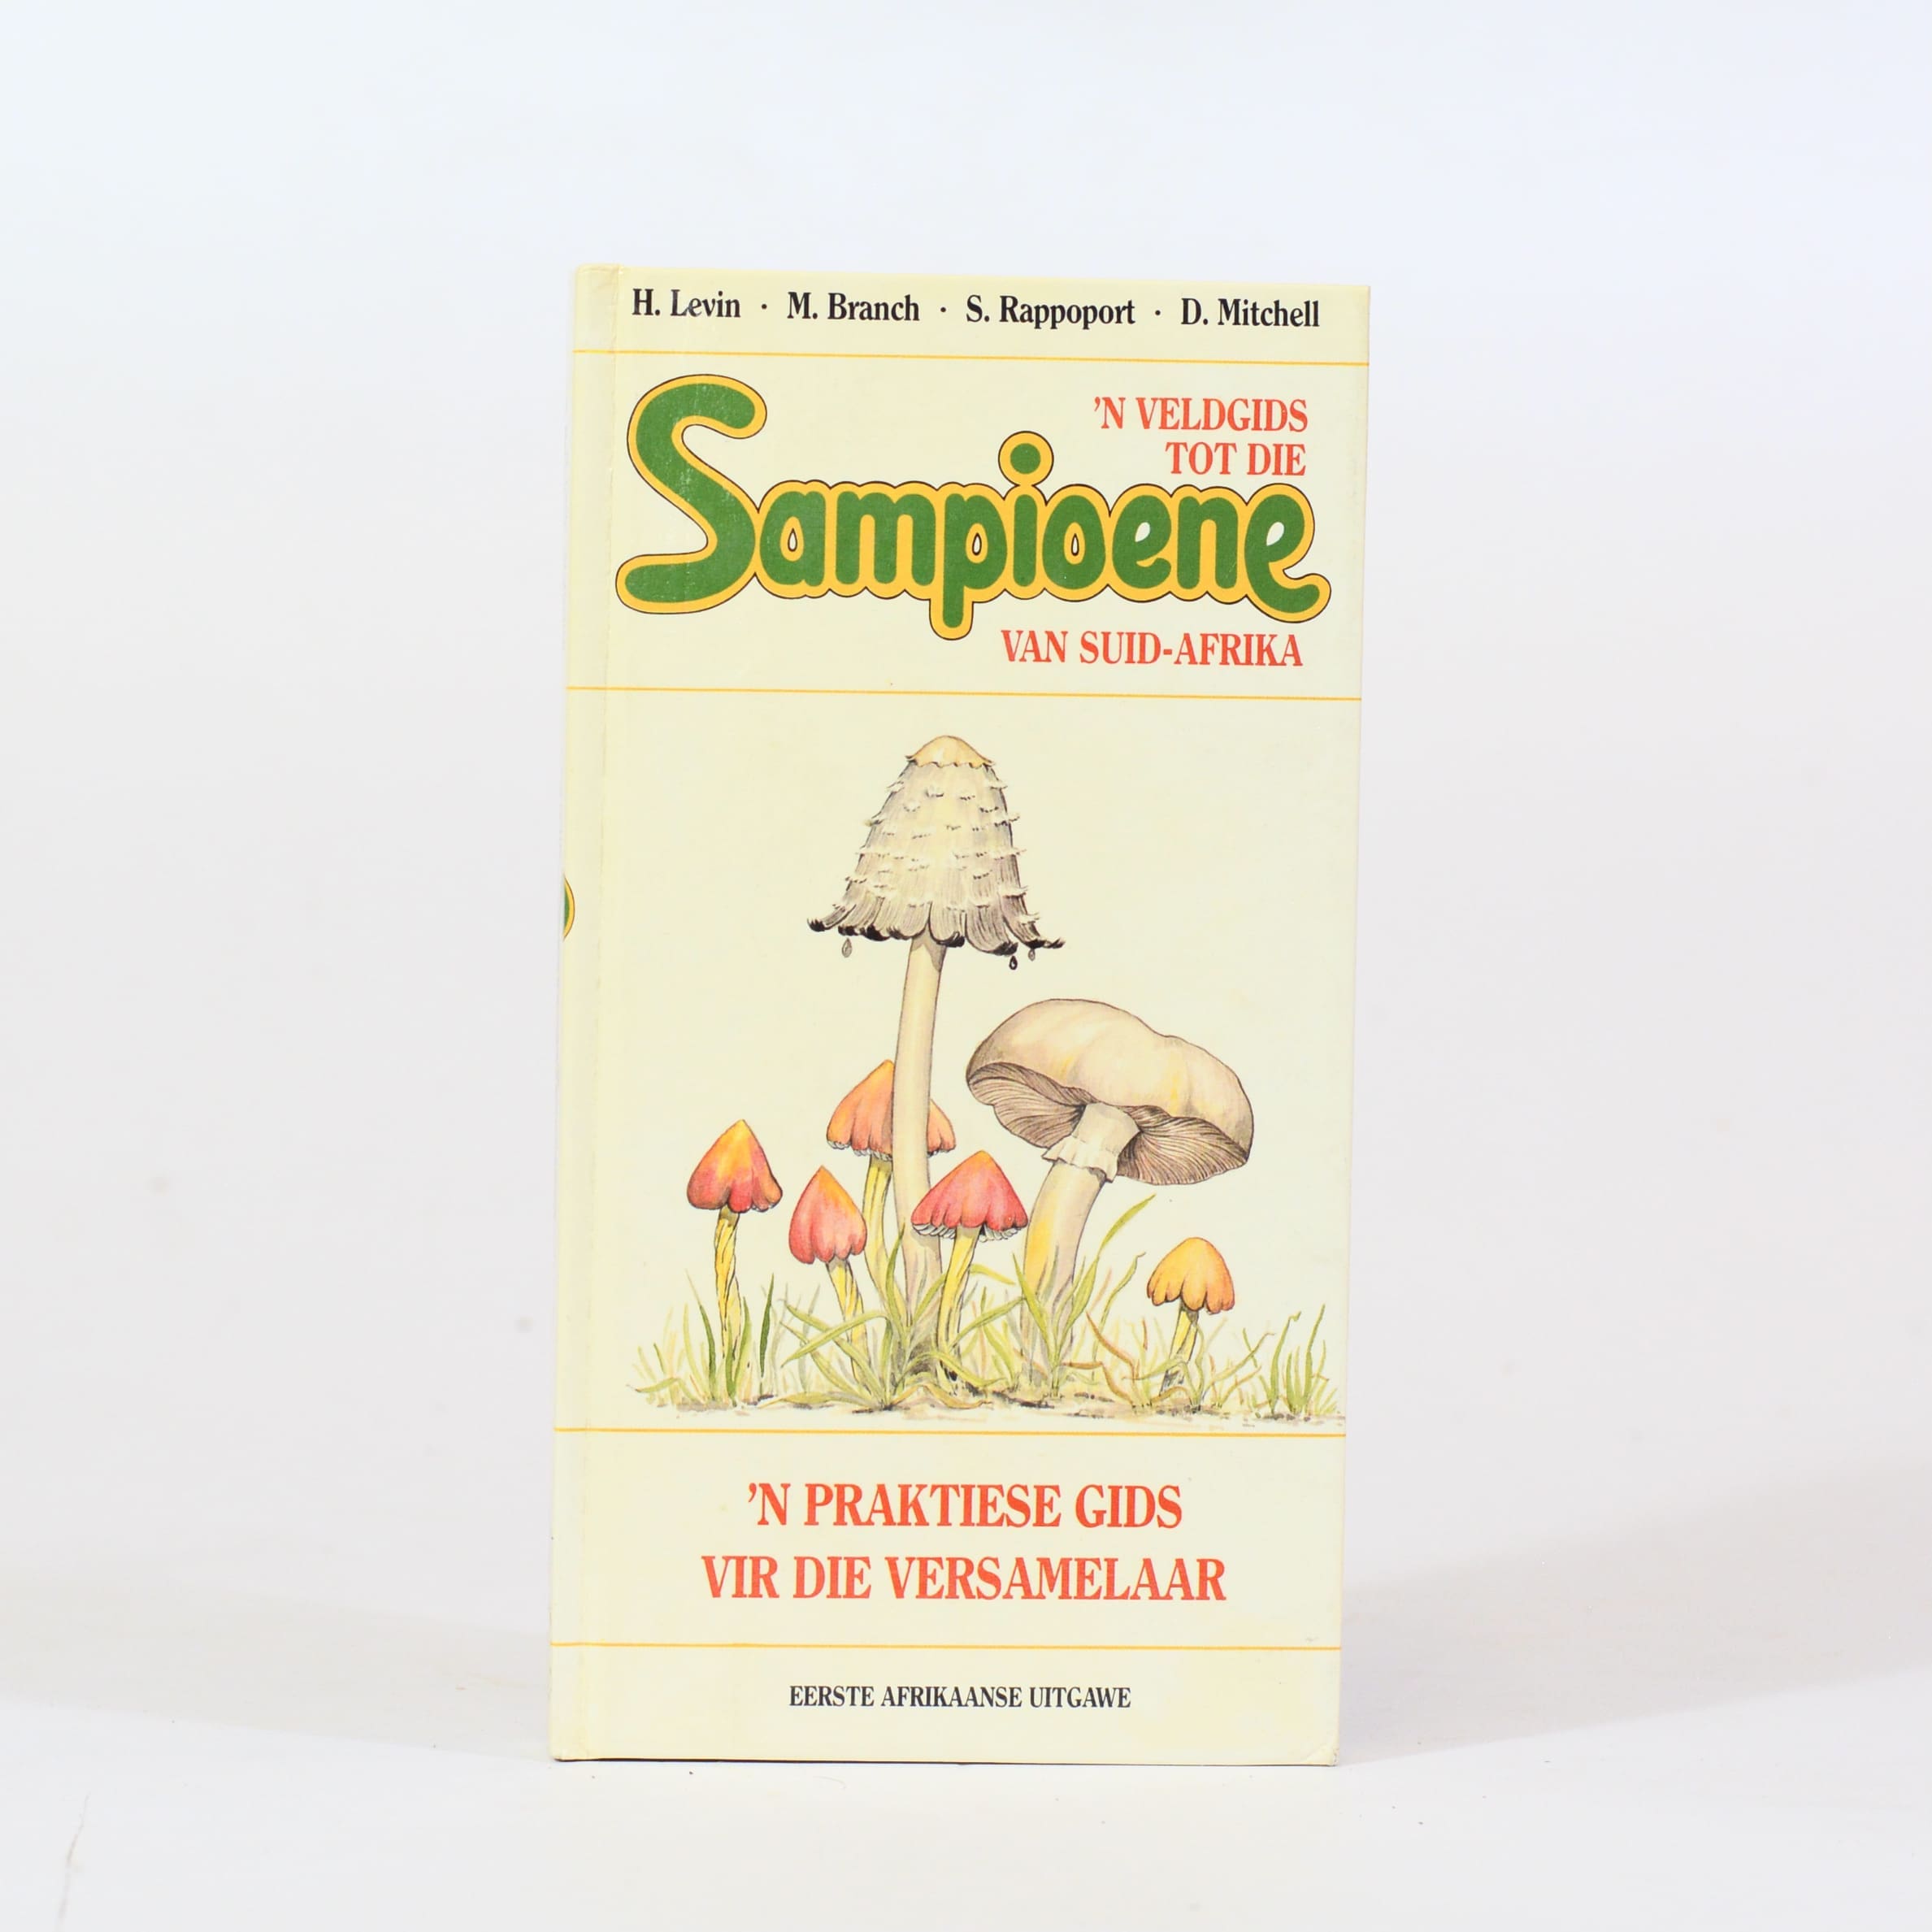 H. Levin · M. Branch · S. Rappoport · D. Mitchell
'N VELDGIDS
TOT DIE
Sampioene
VAN SUID-AFRIKA
'N PRAKTIESE GIDS
VIR DIE VERSAMELAAR
EERSTE AFRIKAANSE UITGAWE